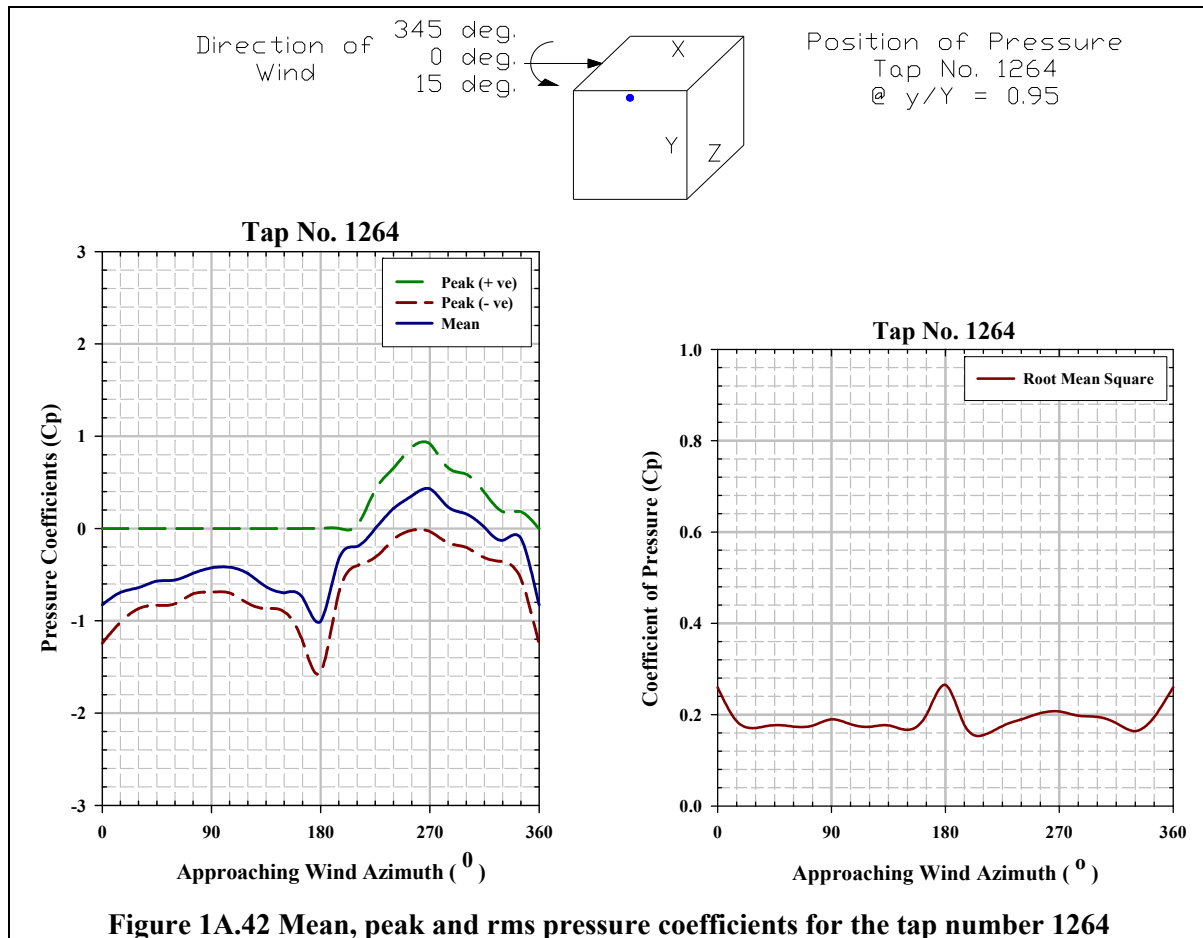 Direction of Wind
345 deg.
0 deg.
15 deg.
X
Y
Z
Position of Pressure
Tap No. 1264
@ y/Y = 0.95
Tap No. 1264
Peak (+ ve)
Peak (- ve)
Mean
Pressure Coefficients (Cp)
3
2
1
0
-1
-2
-3
0 90 180 270 360
Approaching Wind Azimuth ( 0 )
Tap No. 1264
Root Mean Square
Coefficient of Pressure (Cp)
1.0
0.8
0.6
0.4
0.2
0.0
0 90 180 270 360
Approaching Wind Azimuth ( o )
Figure 1A.42 Mean, peak and rms pressure coefficients for the tap number 1264